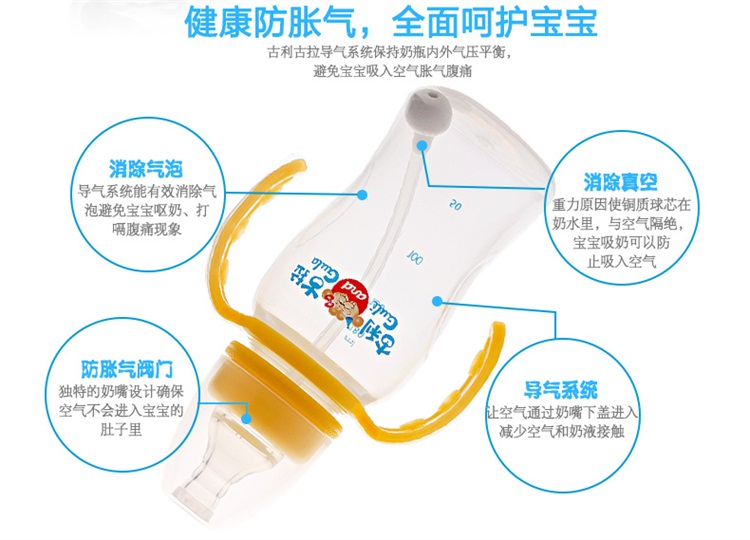 健康防胀气，全面呵护宝宝
古利古拉导气系统保持奶瓶内外气压平衡，
避免宝宝吸入空气胀气腹痛
消除气泡
导气系统能有效消除气
泡避免宝宝呕奶、打
嗝腹痛现象
消除真空
重力原因使铜质球芯在
奶水里，与空气隔绝，
宝宝吸奶可以防
止吸入空气
50
100
古利
古拉
Gulu
Gula
防胀气阀门
独特的奶嘴设计确保
空气不会进入宝宝的
肚子里
导气系统
让空气通过奶嘴下盖进入
减少空气和奶液接触